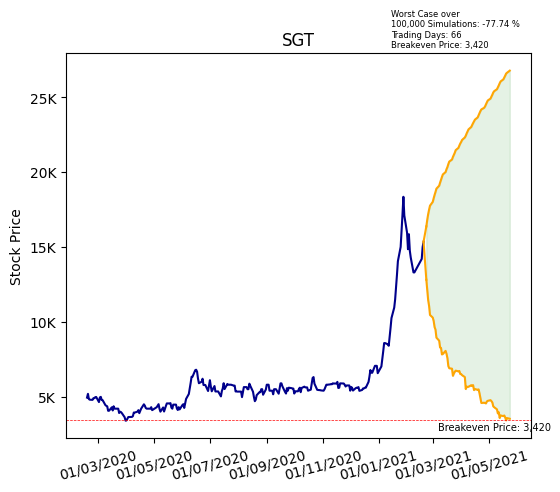 Worst Case over
100,000 Simulations: -77.74 %
Trading Days: 66
Breakeven Price: 3,420
SGT
Stock Price
25K
20K
15K
10K
5K
Breakeven Price: 3,420
01/03/2020
01/05/2020
01/07/2020
01/09/2020
01/11/2020
01/01/2021
01/03/2021
01/05/2021